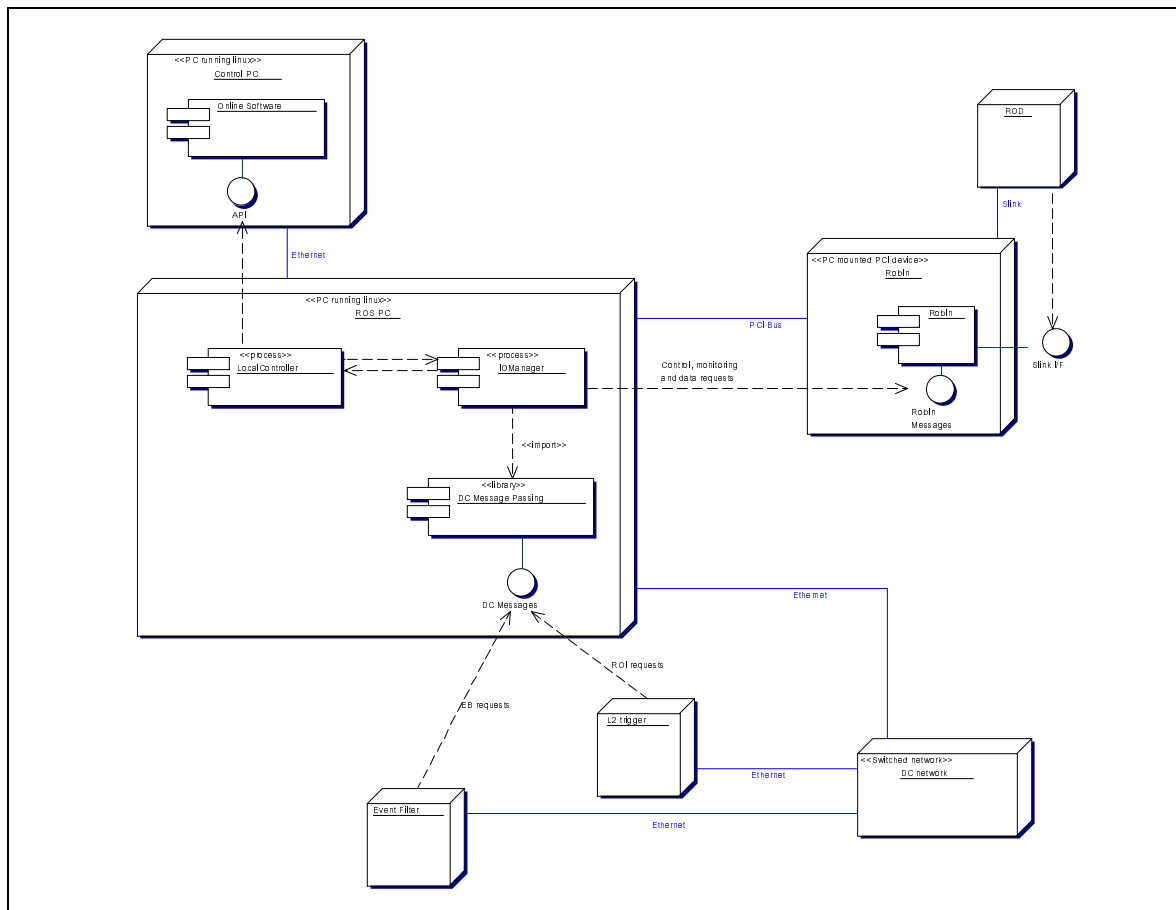 <<PC running linux>>
Control PC
Online Software
API
Ethernet
ROD
Slink
<<PC mounted PCI device>>
RobIn
RobIn
Slink I/F
RobIn
Messages
<<PC running linux>>
ROS PC
PCI Bus
<<process>>
LocalController
<<process>>
IOManager
Control, monitoring
and data requests
<<import>>
<<library>>
DC Message Passing
DC Messages
Ethernet
ROI requests
EB requests
L2 trigger
<<Switched network>>
DC network
Ethernet
Event Filter
Ethernet